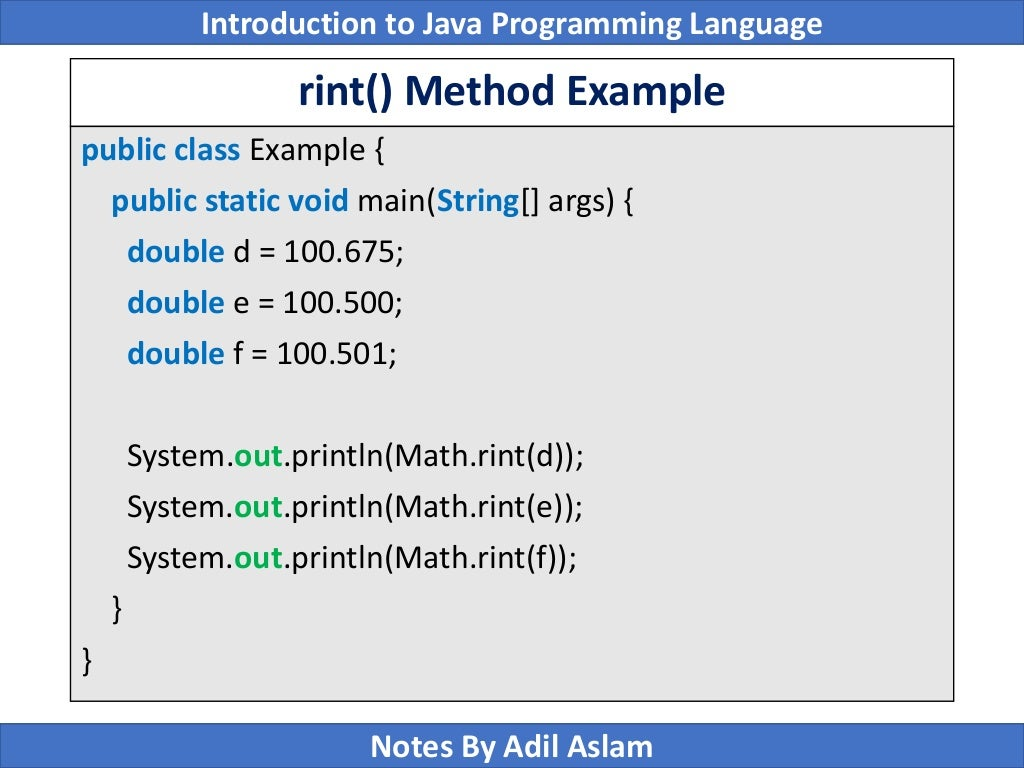 Introduction to Java Programming Language
rint() Method Example
public class Example {
public static void main(String[] args) {
double d = 100.675;
double e = 100.500;
double f = 100.501;
System.out.println(Math.rint(d));
System.out.println(Math.rint(e));
System.out.println(Math.rint(f));
}
}
Notes By Adil Aslam